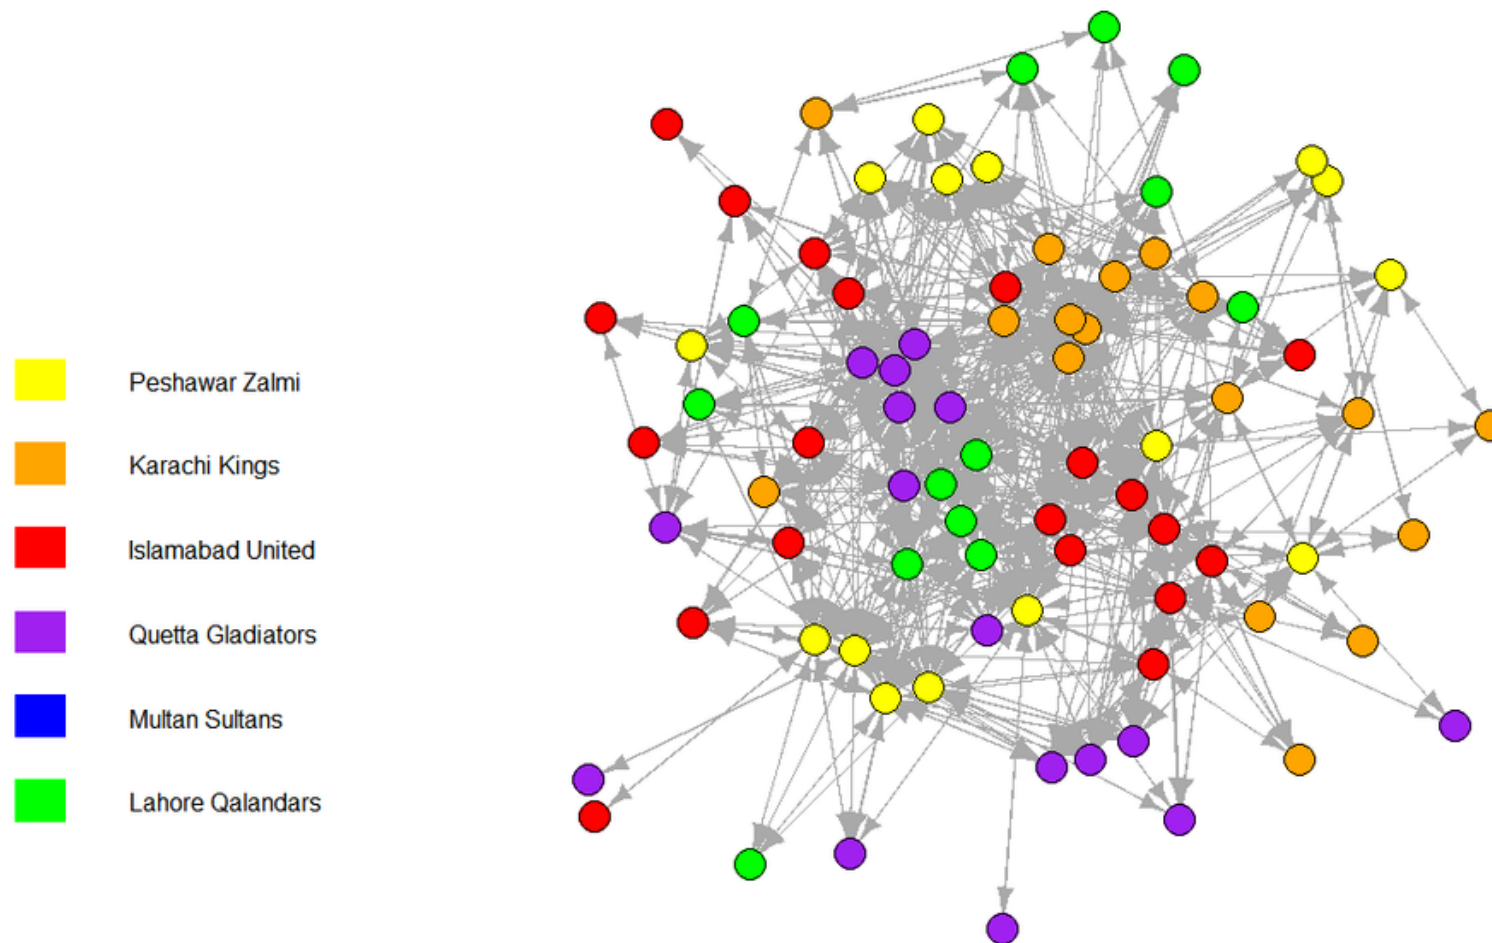 Peshawar Zalmi
Karachi Kings
Islamabad United
Quetta Gladiators
Multan Sultans
Lahore Qalandars